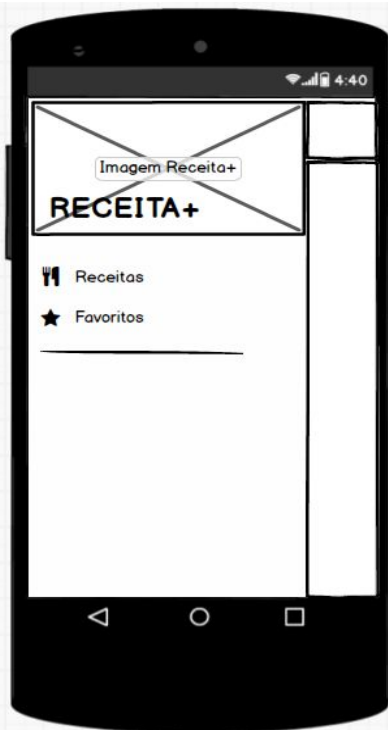 4:40
Imagem Receita+
RECEITA+
Receitas
Favoritos